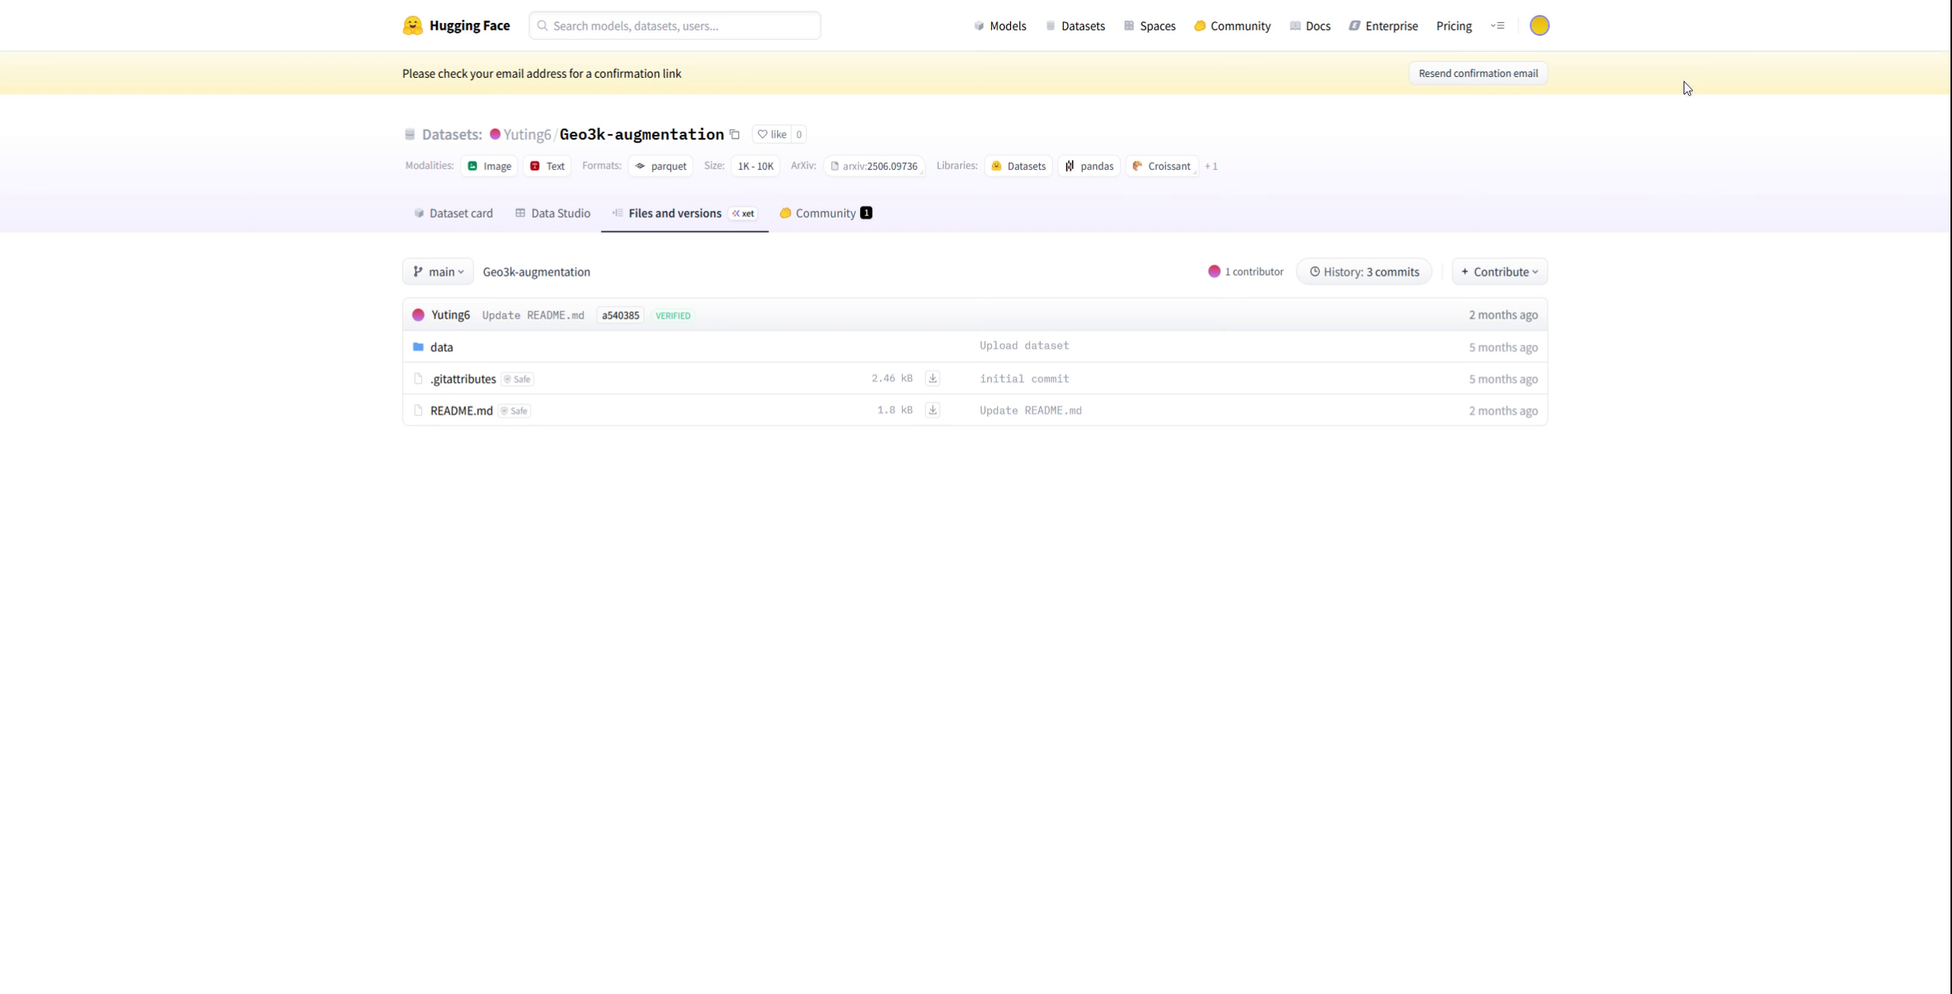 Hugging Face Search models, datasets, users... Models Datasets Spaces Community Docs Enterprise Pricing
Please check your email address for a confirmation link Resend confirmation email
Datasets: Yuting6/Geo3k-augmentation like 0
Modalities: Image Text Formats: parquet Size: 1K - 10K ArXiv: arxiv:2506.09736 Libraries: Datasets pandas Croissant + 1
Dataset card Data Studio Files and versions xet Community 1
main Geo3k-augmentation 1 contributor History: 3 commits + Contribute
Yuting6 Update README.md a540385 VERIFIED 2 months ago
data Upload dataset 5 months ago
.gitattributes Safe 2.46 kB initial commit 5 months ago
README.md Safe 1.8 kB Update README.md 2 months ago